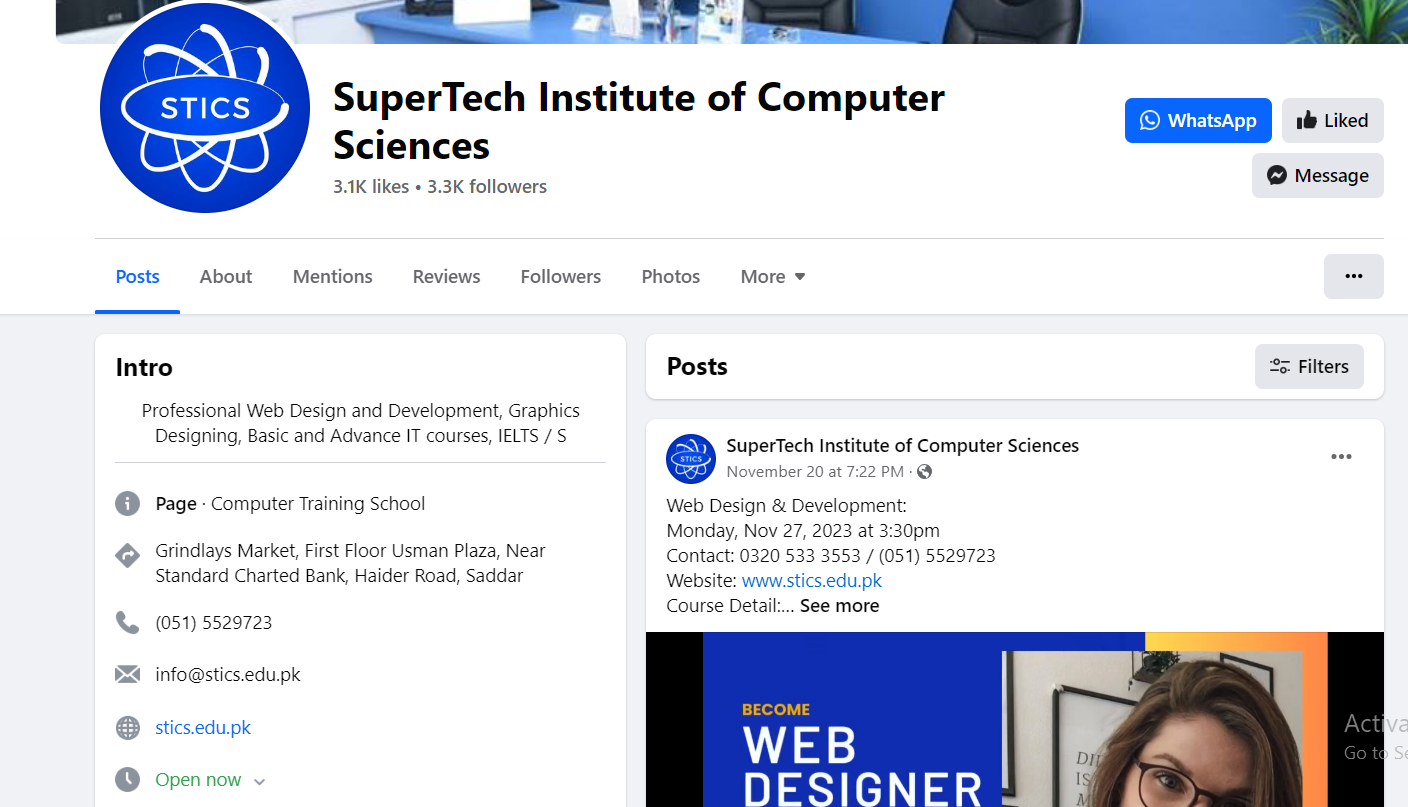 STICS
SuperTech Institute of Computer
Sciences
3.1K likes • 3.3K followers
WhatsApp
Liked
Message
Posts
About
Mentions
Reviews
Followers
Photos
More
Intro
Professional Web Design and Development, Graphics
Designing, Basic and Advance IT courses, IELTS / S
Page · Computer Training School
Grindlays Market, First Floor Usman Plaza, Near
Standard Charted Bank, Haider Road, Saddar
(051) 5529723
info@stics.edu.pk
stics.edu.pk
Open now
Posts
Filters
STICS
SuperTech Institute of Computer Sciences
November 20 at 7:22 PM ·
Web Design & Development:
Monday, Nov 27, 2023 at 3:30pm
Contact: 0320 533 3553 / (051) 5529723
Website: www.stics.edu.pk
Course Detail:... See more
BECOME
WEB
DESIGNER
IS
Activa
Go to Se